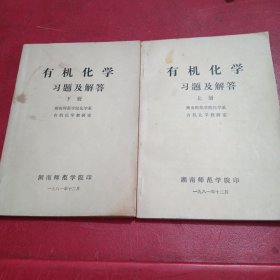 有机化学
习题及解答
下册
湖南师范学院化学系
有机化学教研室
湖南师范学院印
一九八一年十二月
有机化学
习题及解答
上册
湖南师范学院化学系
有机化学教研室
湖南师范学院印
一九八一年十二月